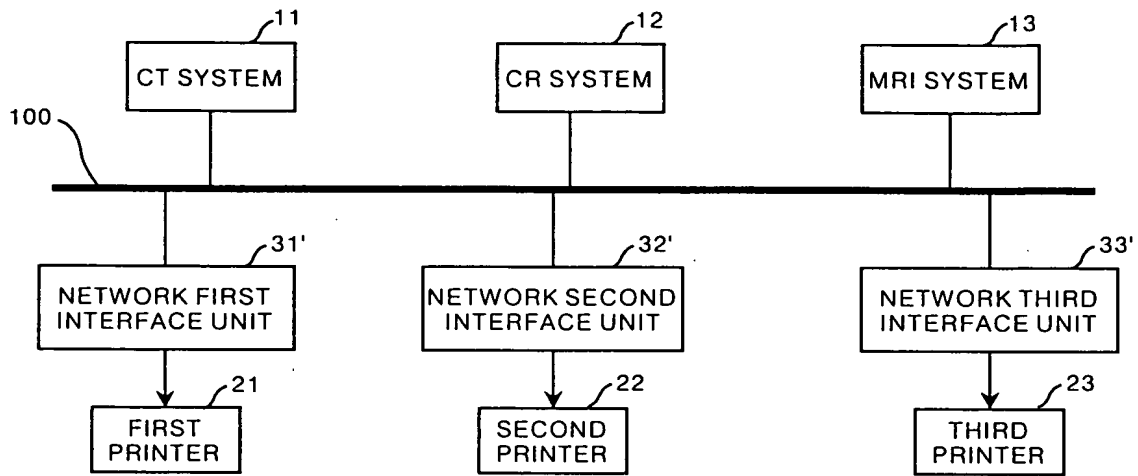 11
12
13
CT SYSTEM
CR SYSTEM
MRI SYSTEM
100
31'
32'
33'
NETWORK FIRST
INTERFACE UNIT
NETWORK SECOND
INTERFACE UNIT
NETWORK THIRD
INTERFACE UNIT
21
22
23
FIRST
PRINTER
SECOND
PRINTER
THIRD
PRINTER